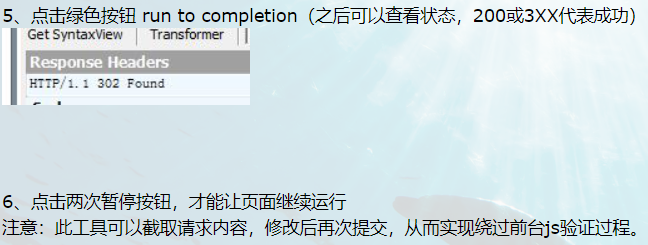 5、点击绿色按钮 run to completion（之后可以查看状态，200或3XX代表成功）
Get SyntaxView Transformer
Response Headers
HTTP/1.1 302 Found
6、点击两次暂停按钮，才能让页面继续运行
注意：此工具可以截取请求内容，修改后再次提交，从而实现绕过前台js验证过程。